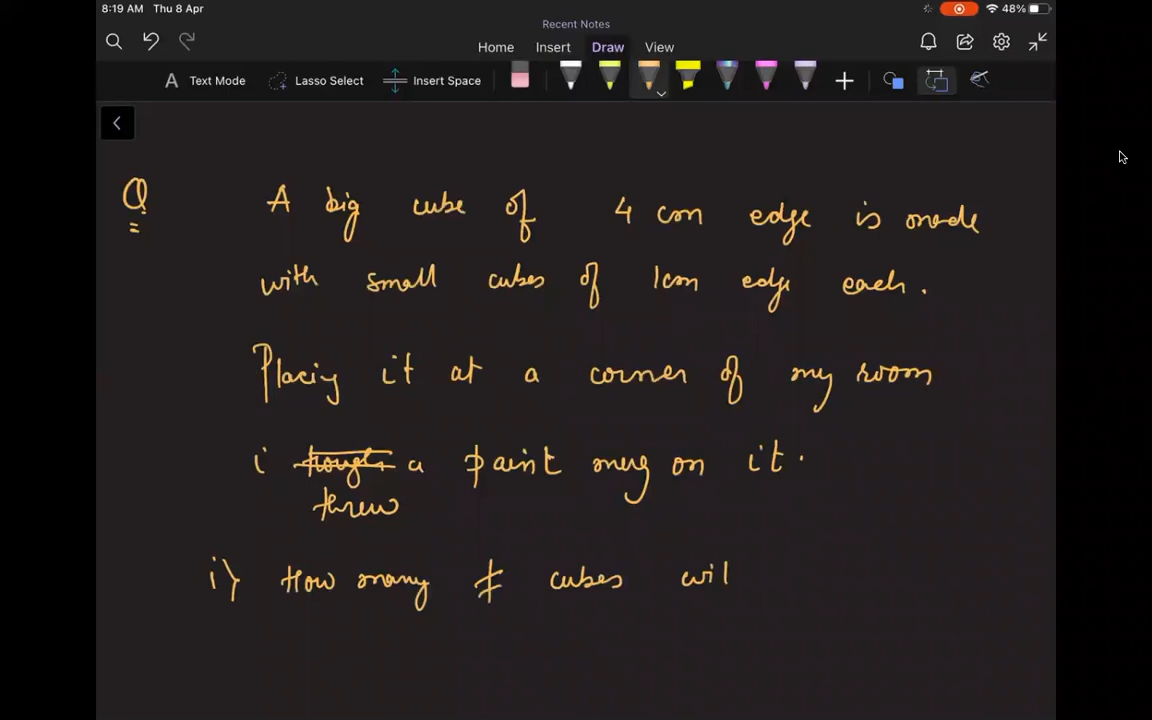 8:19 AM Thu 8 Apr
48%
Recent Notes
Home Insert Draw View
Text Mode Lasso Select Insert Space
Q A big cube of 4 cm edge is made
with small cubes of 1cm edge each.
Placing it at a corner of my room
i a paint mug on it.
threw
i) How many cubes wil